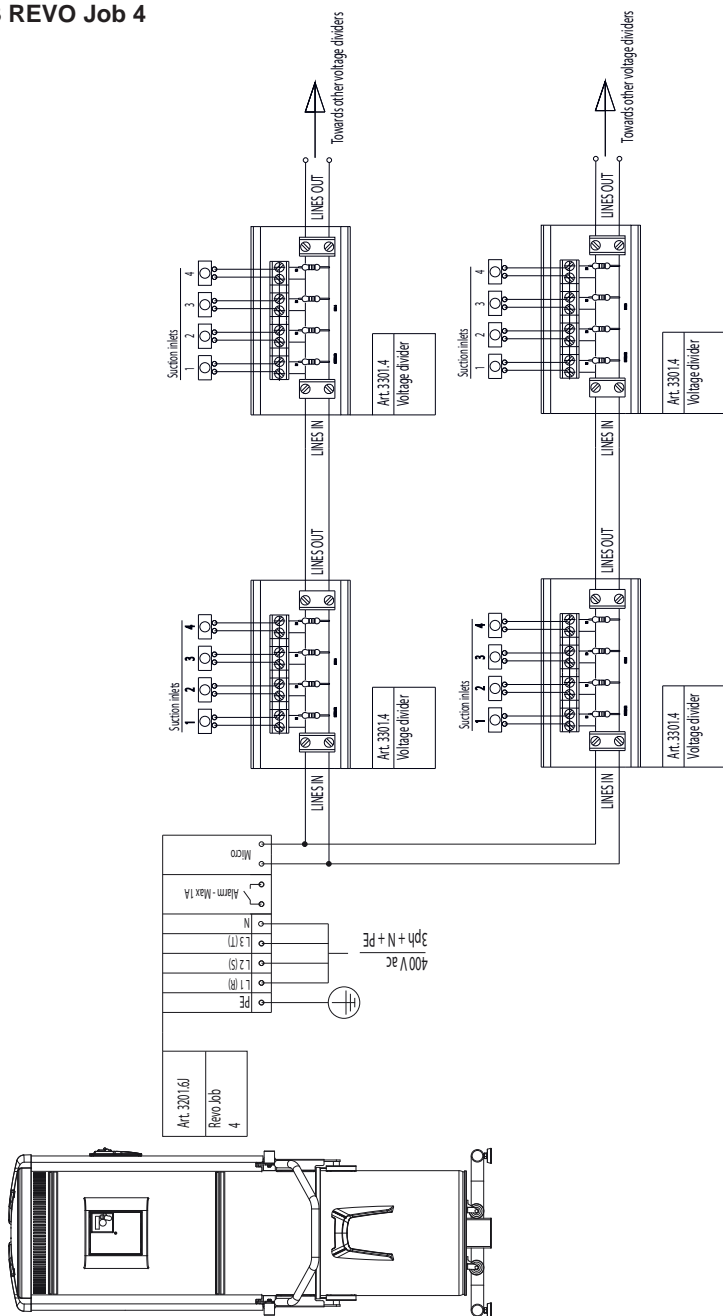 REVO Job 4
Towards other voltage dividers
LINES OUT
Suction inlets
1 2 3 4
Art. 3301.4
Voltage divider
LINES IN
Towards other voltage dividers
LINES OUT
Suction inlets
1 2 3 4
Art. 3301.4
Voltage divider
LINES IN
LINES OUT
Suction inlets
1 2 3 4
Art. 3301.4
Voltage divider
LINES IN
LINES OUT
Suction inlets
1 2 3 4
Art. 3301.4
Voltage divider
LINES IN
Micro
Alarm - Max 1A
N
L 3 (T)
L 2 (S)
L 1 (R)
PE
400 V ac
3ph + N + PE
Art. 3201.6J
Revo Job
4